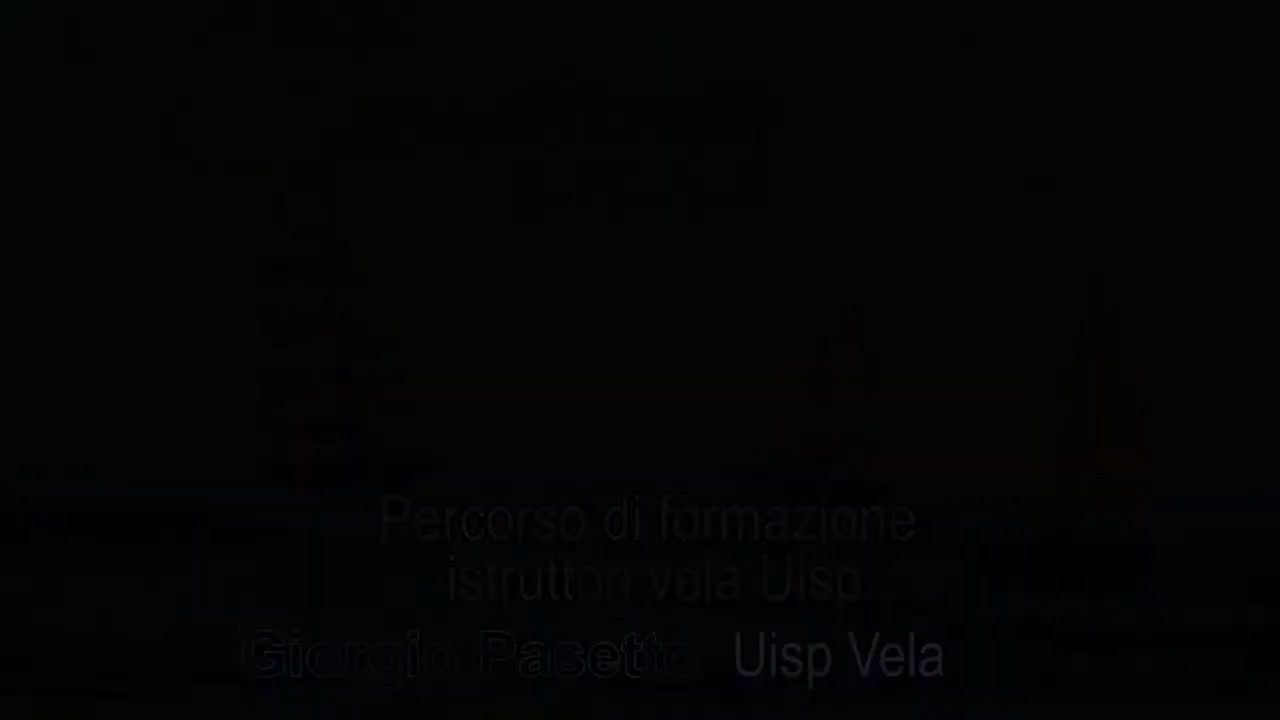 Percorso di formazione
istruttori vela Uisp
Giorgio Pasetto Uisp Vela